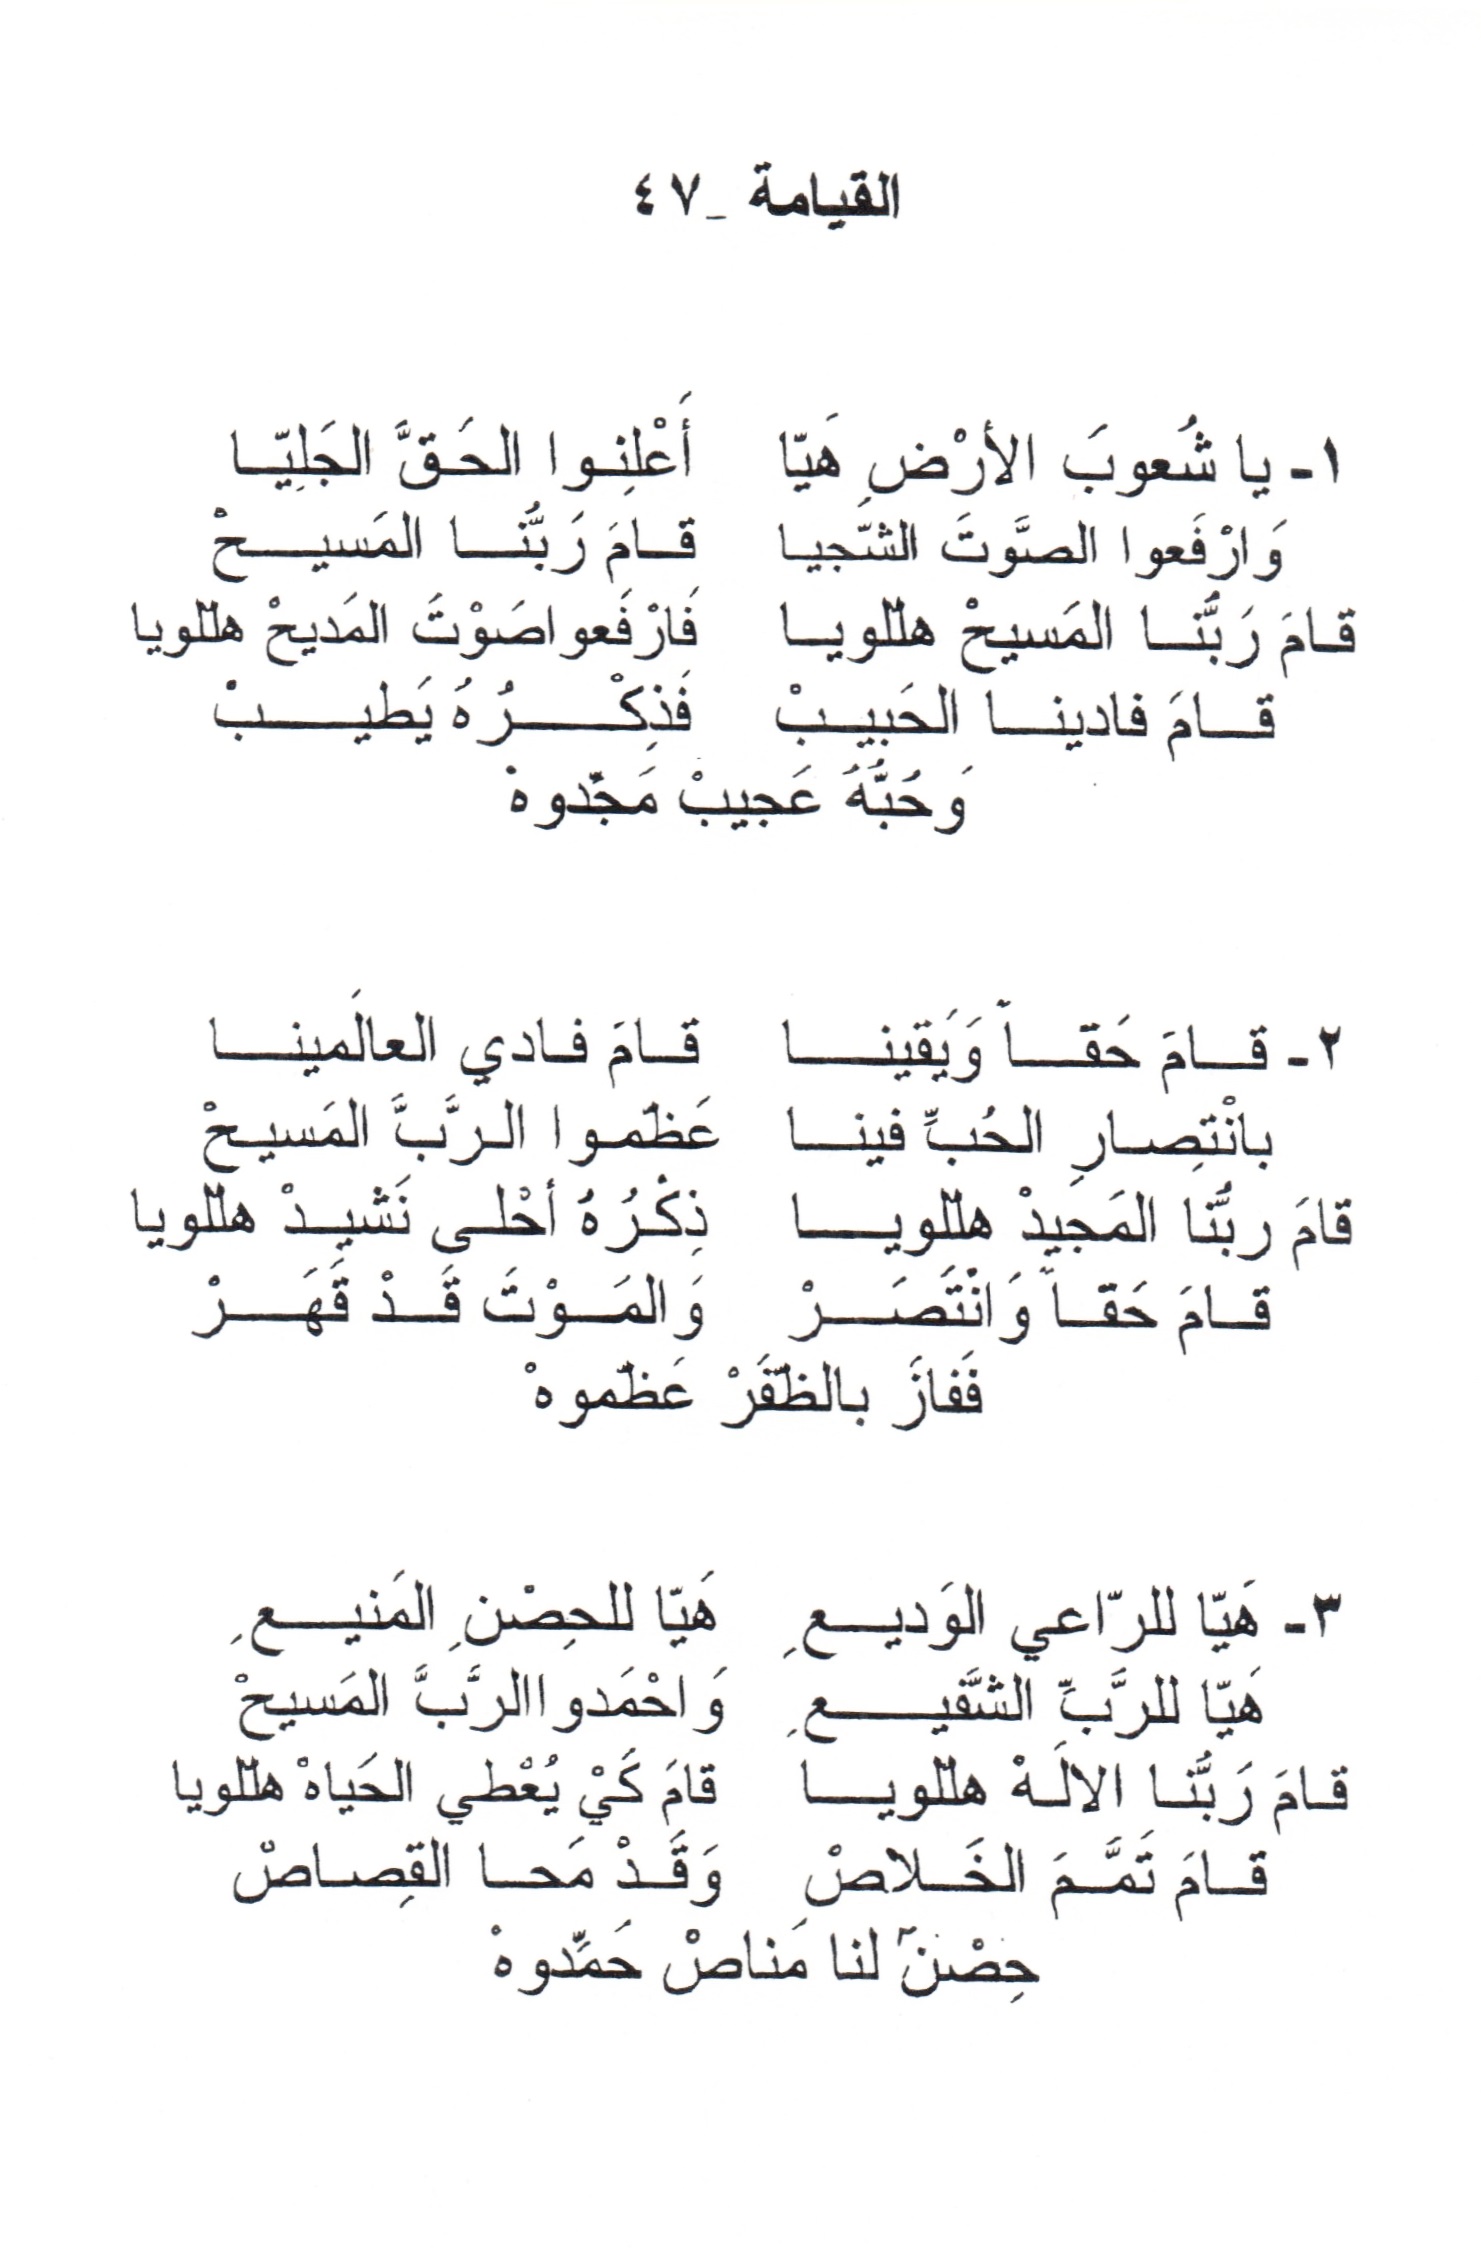 القيامة _ ٤٧
١- يا شُعوبَ الأرْضِ هَيّا أَعْلِنوا الحَقَّ الجَلِيّا
وَارْفَعوا الصَّوتَ الشَّجيا قامَ رَبُّنا المَسيحْ
قامَ رَبُّنا المَسيحْ هللويا فَارْفَعوا صَوْتَ المَديحْ هللويا
قامَ فادينا الحَبيبْ فَذِكْرُهُ يَطيبْ
وَحُبُّهُ عَجيبْ مَجّدوهْ
٢- قامَ حَقاً وَيَقينا قامَ فادي العالَمينا
بانْتِصارِ الحُبِّ فينا عَظّموا الرَّبَّ المَسيحْ
قامَ ربُّنا المَجيدْ هللويا ذِكْرُهُ أحْلى نَشيدْ هللويا
قامَ حَقاً وَانْتَصَرْ وَالمَوْتَ قَدْ قَهَرْ
فَفازَ بالظّفَرْ عَظّموهْ
٣- هَيّا للرّاعي الوَديعِ هَيّا للحِصْنِ المَنيعِ
هَيّا للرَّبِّ الشَّفيعِ وَاحْمَدوا الرَّبَّ المَسيحْ
قامَ رَبُّنا الالَهْ هللويا قامَ كَيْ يُعْطي الحَياهْ هللويا
قامَ تَمَّمَ الخَلاصْ وَقَدْ مَحا القِصاصْ
حِصْنٌ لنا مَناصْ حَمِّدوهْ